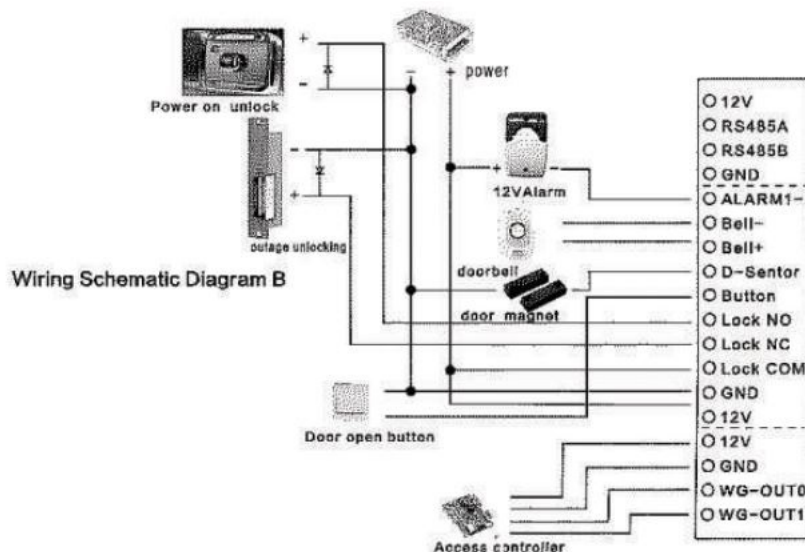 +
- + power
-
Power on unlock
-
+
outage unlocking
Wiring Schematic Diagram B
+ -
12VAlarm
doorbell
door magnet
Door open button
Access controller
12V
RS485A
RS485B
GND
ALARM1-
Bell-
Bell+
D-Sentor
Button
Lock NO
Lock NC
Lock COM
GND
12V
12V
GND
WG-OUT0
WG-OUT1